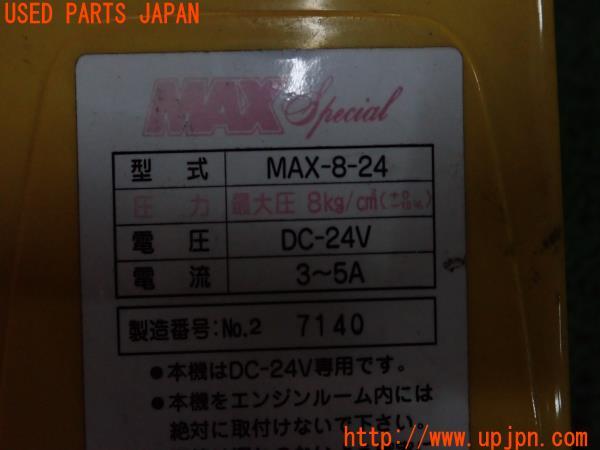 USED PARTS JAPAN
MAX Special
型式 MAX-8-24
圧力 最大圧 8kg/cm²
電圧 DC-24V
電流 3～5A
製造番号:No.2 7140
●本機はDC-24V専用です。
●本機をエンジンルーム内には
絶対に取付けないで下さい。
http://www.upjpn.com/